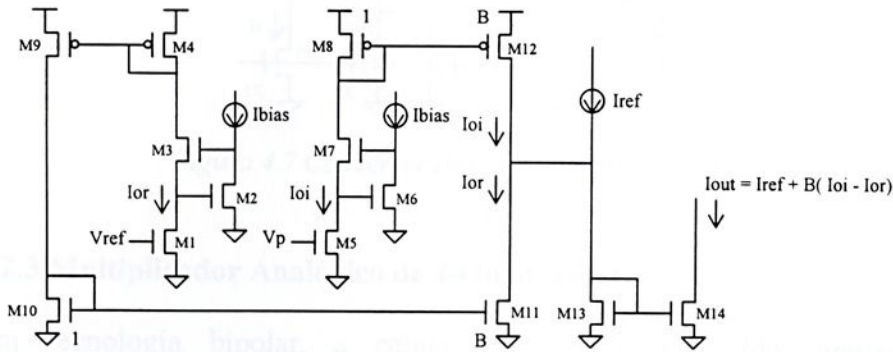 1
B
M9
M4
M8
M12
Ibias
Ibias
Iref
M3
M7
Ioi
Ior
Ioi
Ior
M2
M6
Iout = Iref + B( Ioi - Ior)
Vref
M1
Vp
M5
M10
M11
M13
M14
1
B